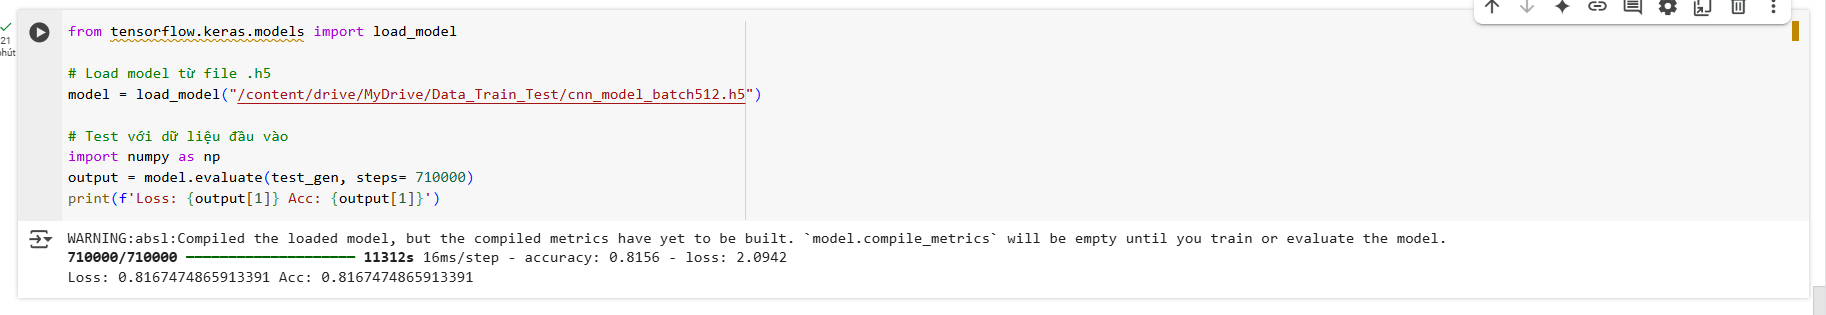 21
phút
from tensorflow.keras.models import load_model
# Load model từ file .h5
model = load_model("/content/drive/MyDrive/Data_Train_Test/cnn_model_batch512.h5")
# Test với dữ liệu đầu vào
import numpy as np
output = model.evaluate(test_gen, steps= 710000)
print(f'Loss: {output[1]} Acc: {output[1]}')
WARNING:absl:Compiled the loaded model, but the compiled metrics have yet to be built. `model.compile_metrics` will be empty until you train or evaluate the model.
710000/710000 ━━━━━━━━━━━━━━━━━━━━ 11312s 16ms/step - accuracy: 0.8156 - loss: 2.0942
Loss: 0.8167474865913391 Acc: 0.8167474865913391